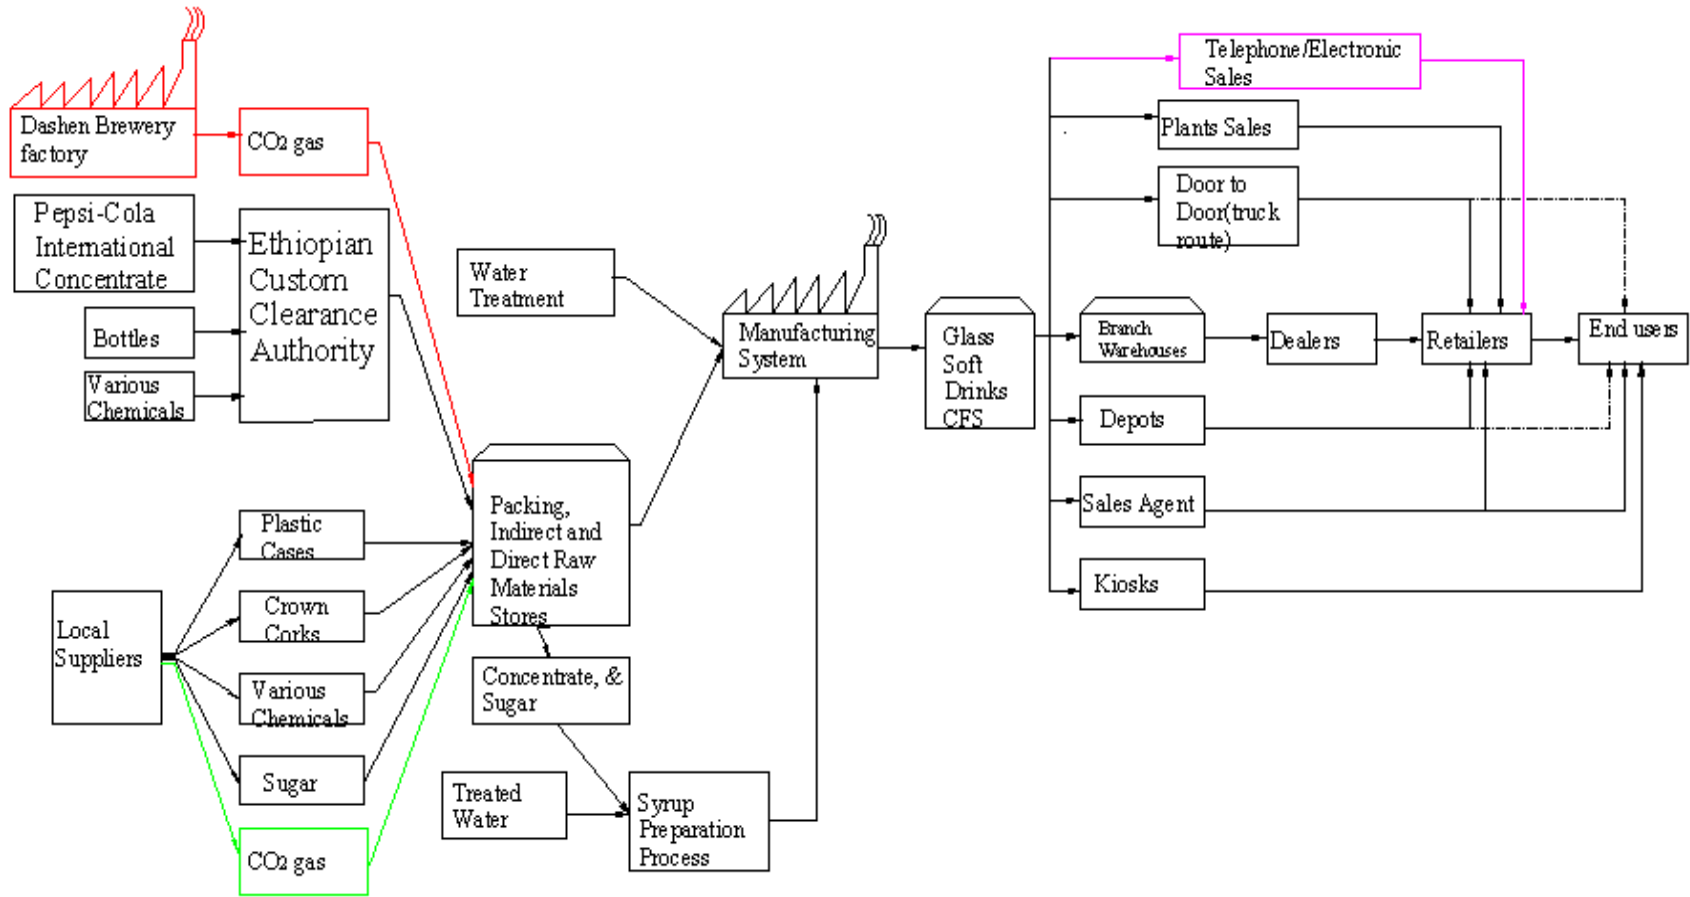 Dashen Brewery
factory
CO2 gas
Pepsi-Cola
International
Concentrate
Bottles
Various
Chemicals
Ethiopian
Custom
Clearance
Authority
Local
Suppliers
Plastic
Cases
Crown
Corks
Various
Chemicals
Sugar
CO2 gas
Water
Treatment
Packing,
Indirect and
Direct Raw
Materials
Stores
Concentrate, &
Sugar
Treated
Water
Syrup
Preparation
Process
Manufacturing
System
Glass
Soft
Drinks
CFS
Telephone/Electronic
Sales
Plants Sales
Door to
Door(truck
route)
Branch
Warehouses
Dealers
Retailers
End users
Depots
Sales Agent
Kiosks